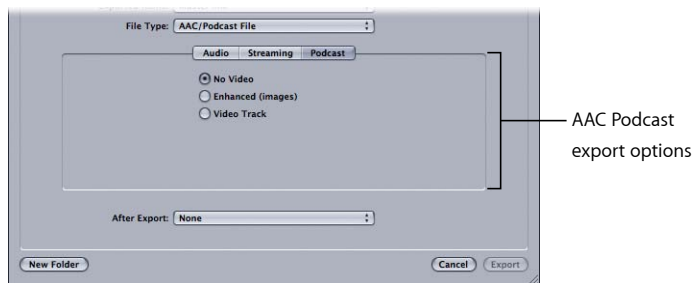 File Type: AAC/Podcast File
Audio Streaming Podcast
No Video
Enhanced (images)
Video Track
AAC Podcast
export options
After Export: None
New Folder Cancel Export